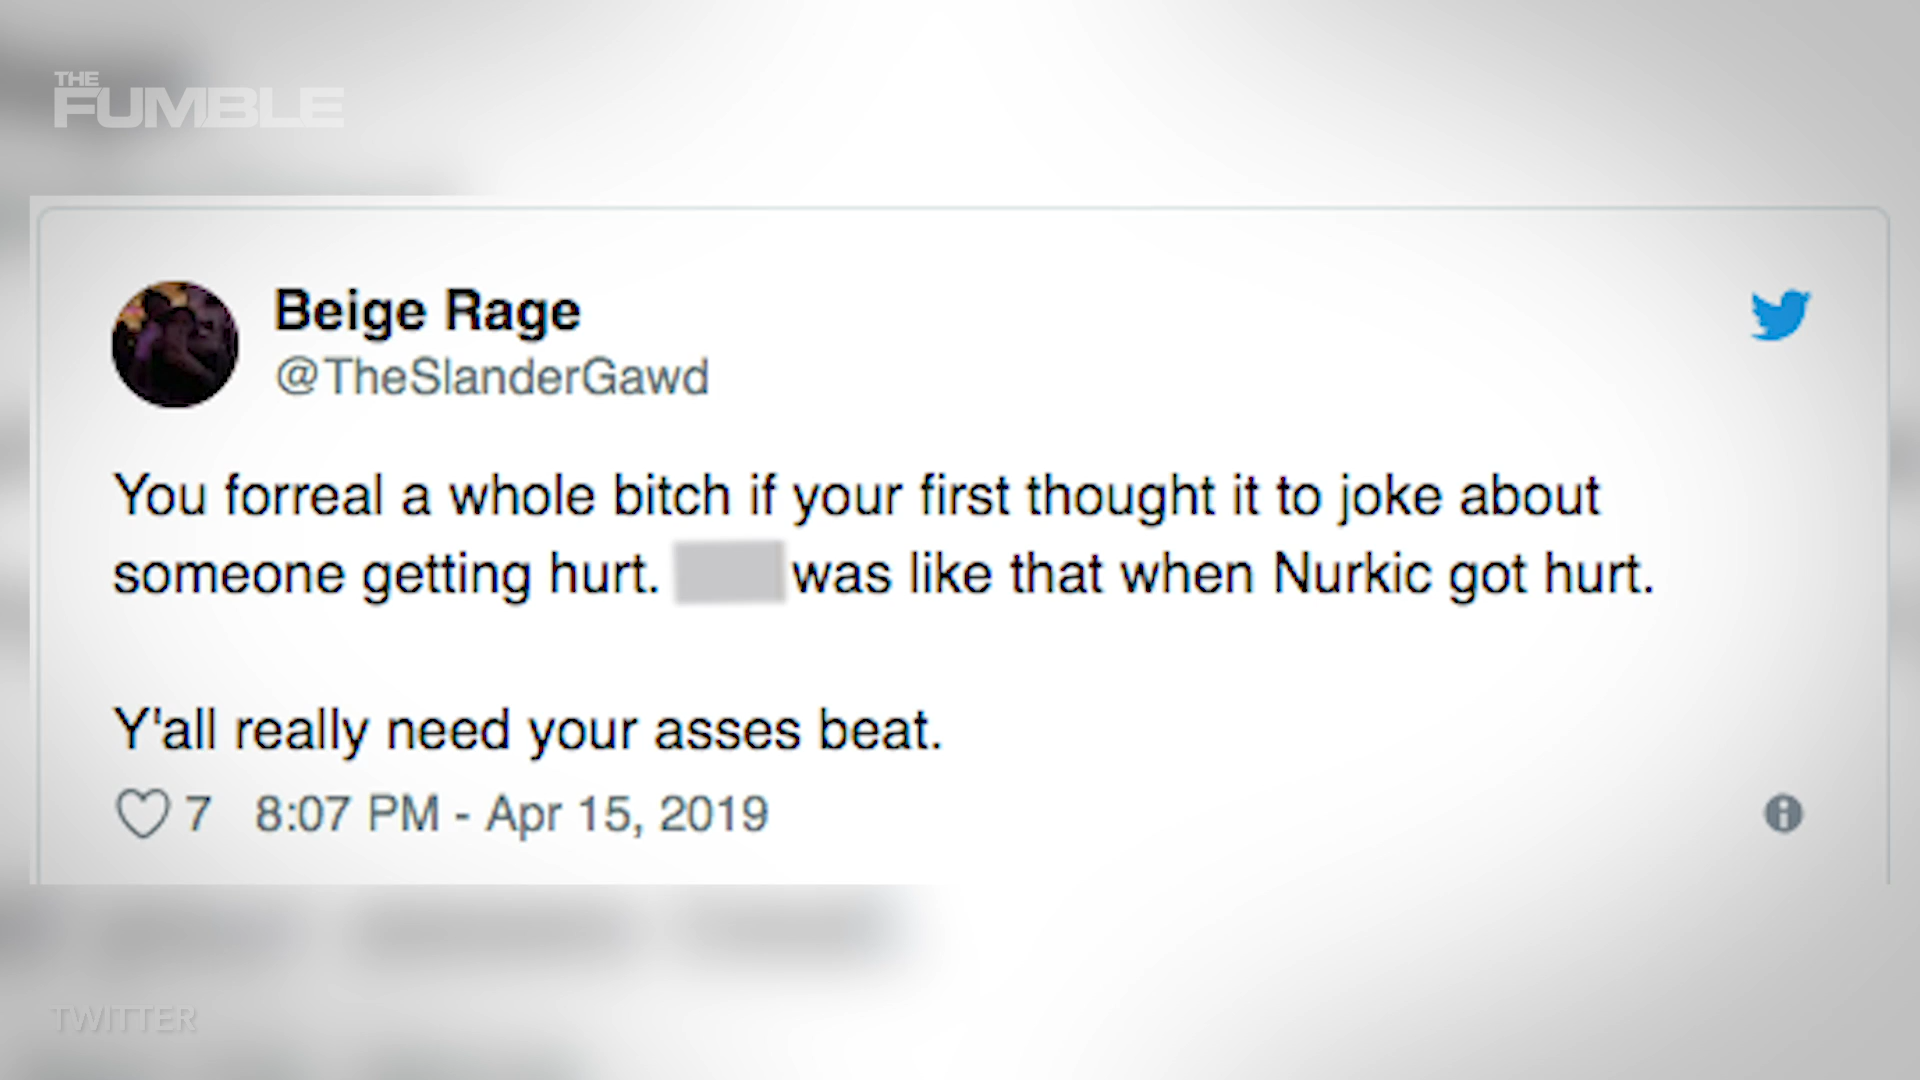 THE
FUMBLE
Beige Rage
@TheSlanderGawd
You forreal a whole bitch if your first thought it to joke about
someone getting hurt. was like that when Nurkic got hurt.
Y'all really need your asses beat.
7 8:07 PM - Apr 15, 2019
TWITTER